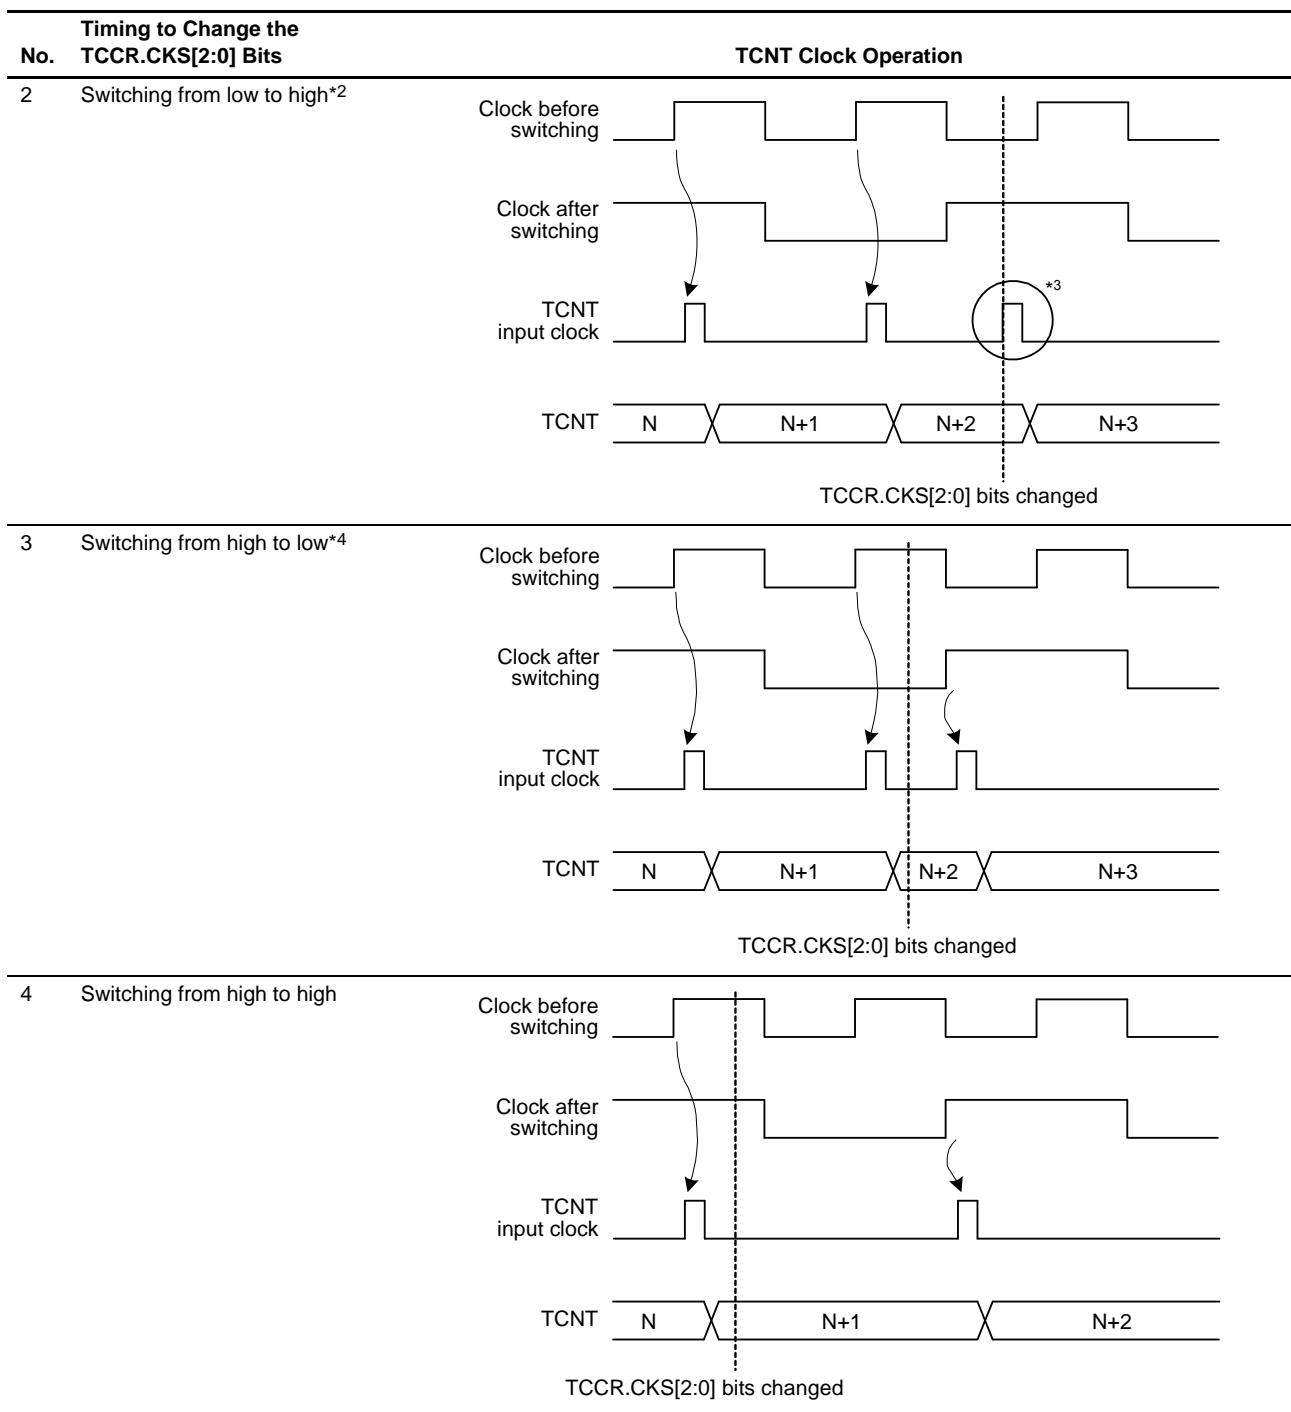 No. Timing to Change the TCCR.CKS[2:0] Bits TCNT Clock Operation
2 Switching from low to high*2
Clock before
switching
Clock after
switching
*3
TCNT
input clock
TCNT N N+1 N+2 N+3
TCCR.CKS[2:0] bits changed
3 Switching from high to low*4
Clock before
switching
Clock after
switching
TCNT
input clock
TCNT N N+1 N+2 N+3
TCCR.CKS[2:0] bits changed
4 Switching from high to high
Clock before
switching
Clock after
switching
TCNT
input clock
TCNT N N+1 N+2
TCCR.CKS[2:0] bits changed